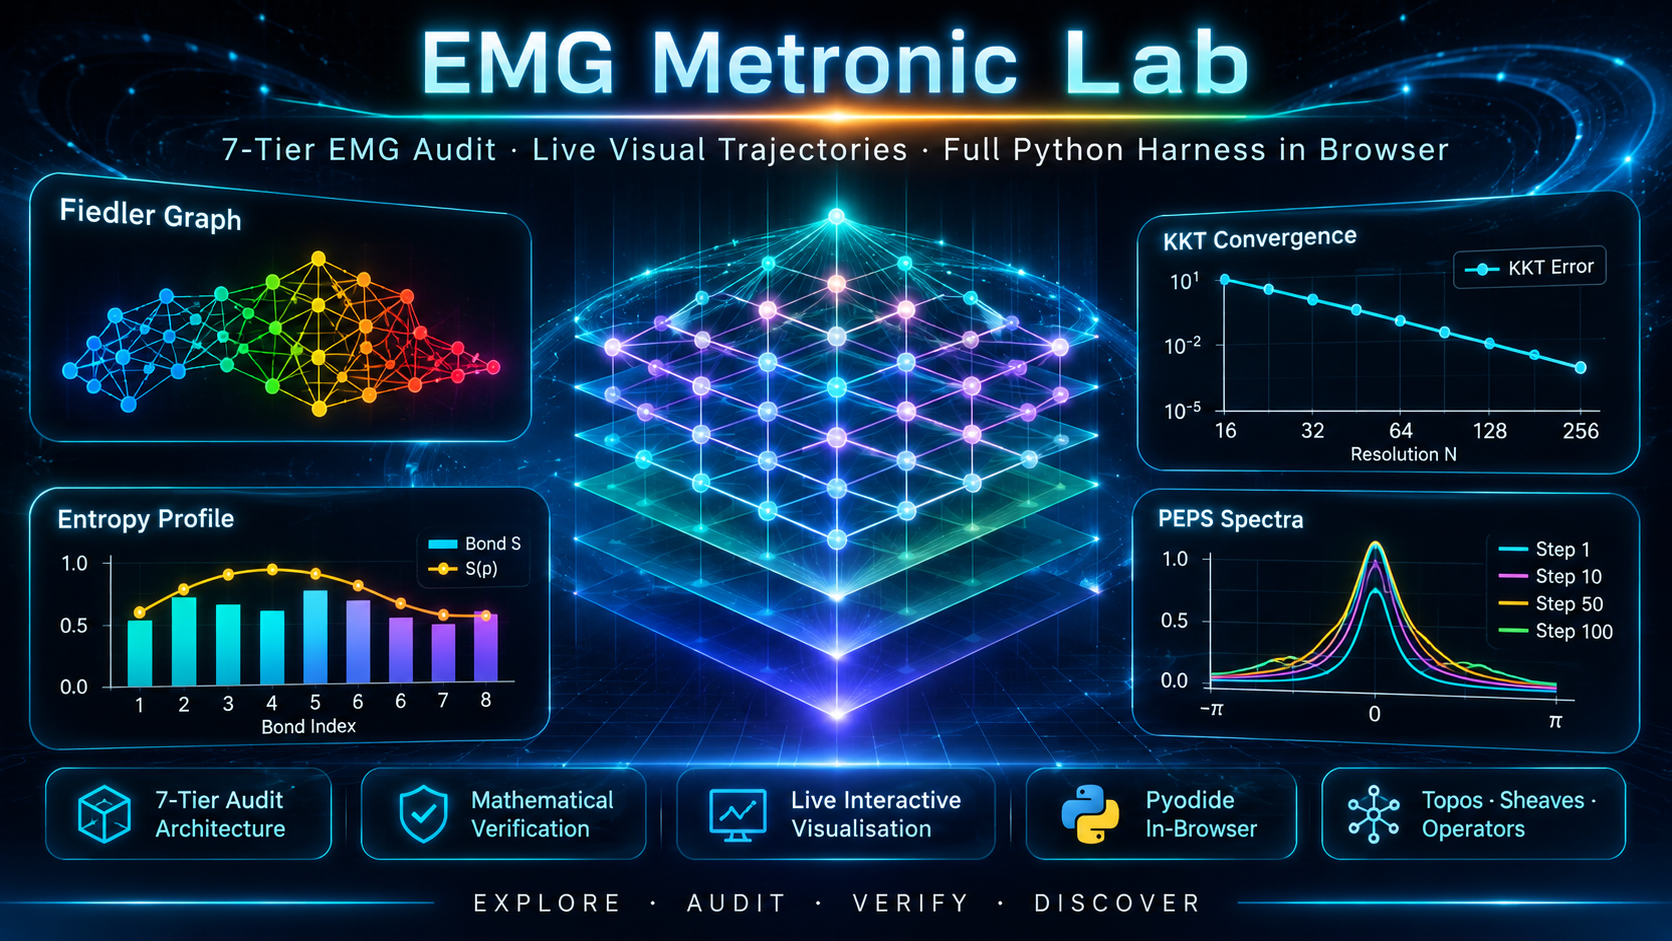 EMG Metronic Lab
7-Tier EMG Audit · Live Visual Trajectories · Full Python Harness in Browser
Fiedler Graph
KKT Convergence
KKT Error
10¹
10⁻²
10⁻⁵
16 32 64 128 256
Resolution N
Entropy Profile
Bond S
S(p)
1.0
0.5
0.0
1 2 3 4 5 6 6 7 8
Bond Index
PEPS Spectra
Step 1
Step 10
Step 50
Step 100
1.0
0.5
0.0
-π 0 π
7-Tier Audit
Architecture
Mathematical
Verification
Live Interactive
Visualisation
Pyodide
In-Browser
Topos · Sheaves ·
Operators
EXPLORE · AUDIT · VERIFY · DISCOVER